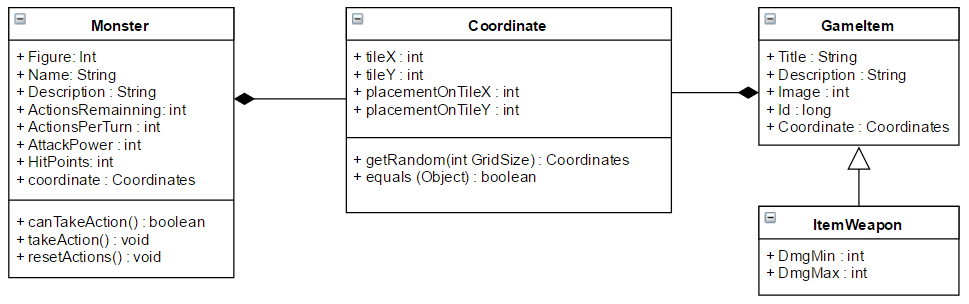 Monster
+ Figure: Int
+ Name: String
+ Description : String
+ ActionsRemainning: int
+ ActionsPerTurn : int
+ AttackPower : int
+ HitPoints: int
+ coordinate : Coordinates
+ canTakeAction() : boolean
+ takeAction() : void
+ resetActions() : void
Coordinate
+ tileX : int
+ tileY : int
+ placementOnTileX : int
+ placementOnTileY : int
+ getRandom(int GridSize) : Coordinates
+ equals (Object) : boolean
GameItem
+ Title : String
+ Description : String
+ Image : int
+ Id : long
+ Coordinate : Coordinates
ItemWeapon
+ DmgMin : int
+ DmgMax : int